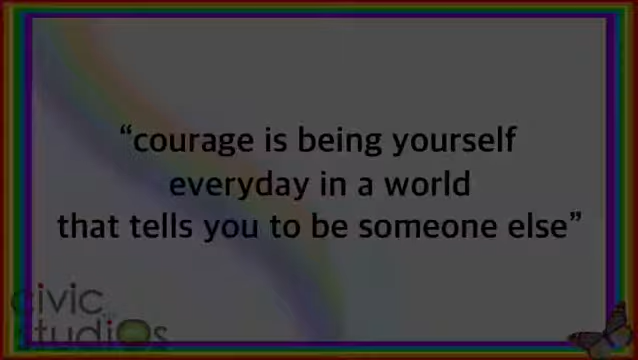 “courage is being yourself
everyday in a world
that tells you to be someone else”
civic
studios